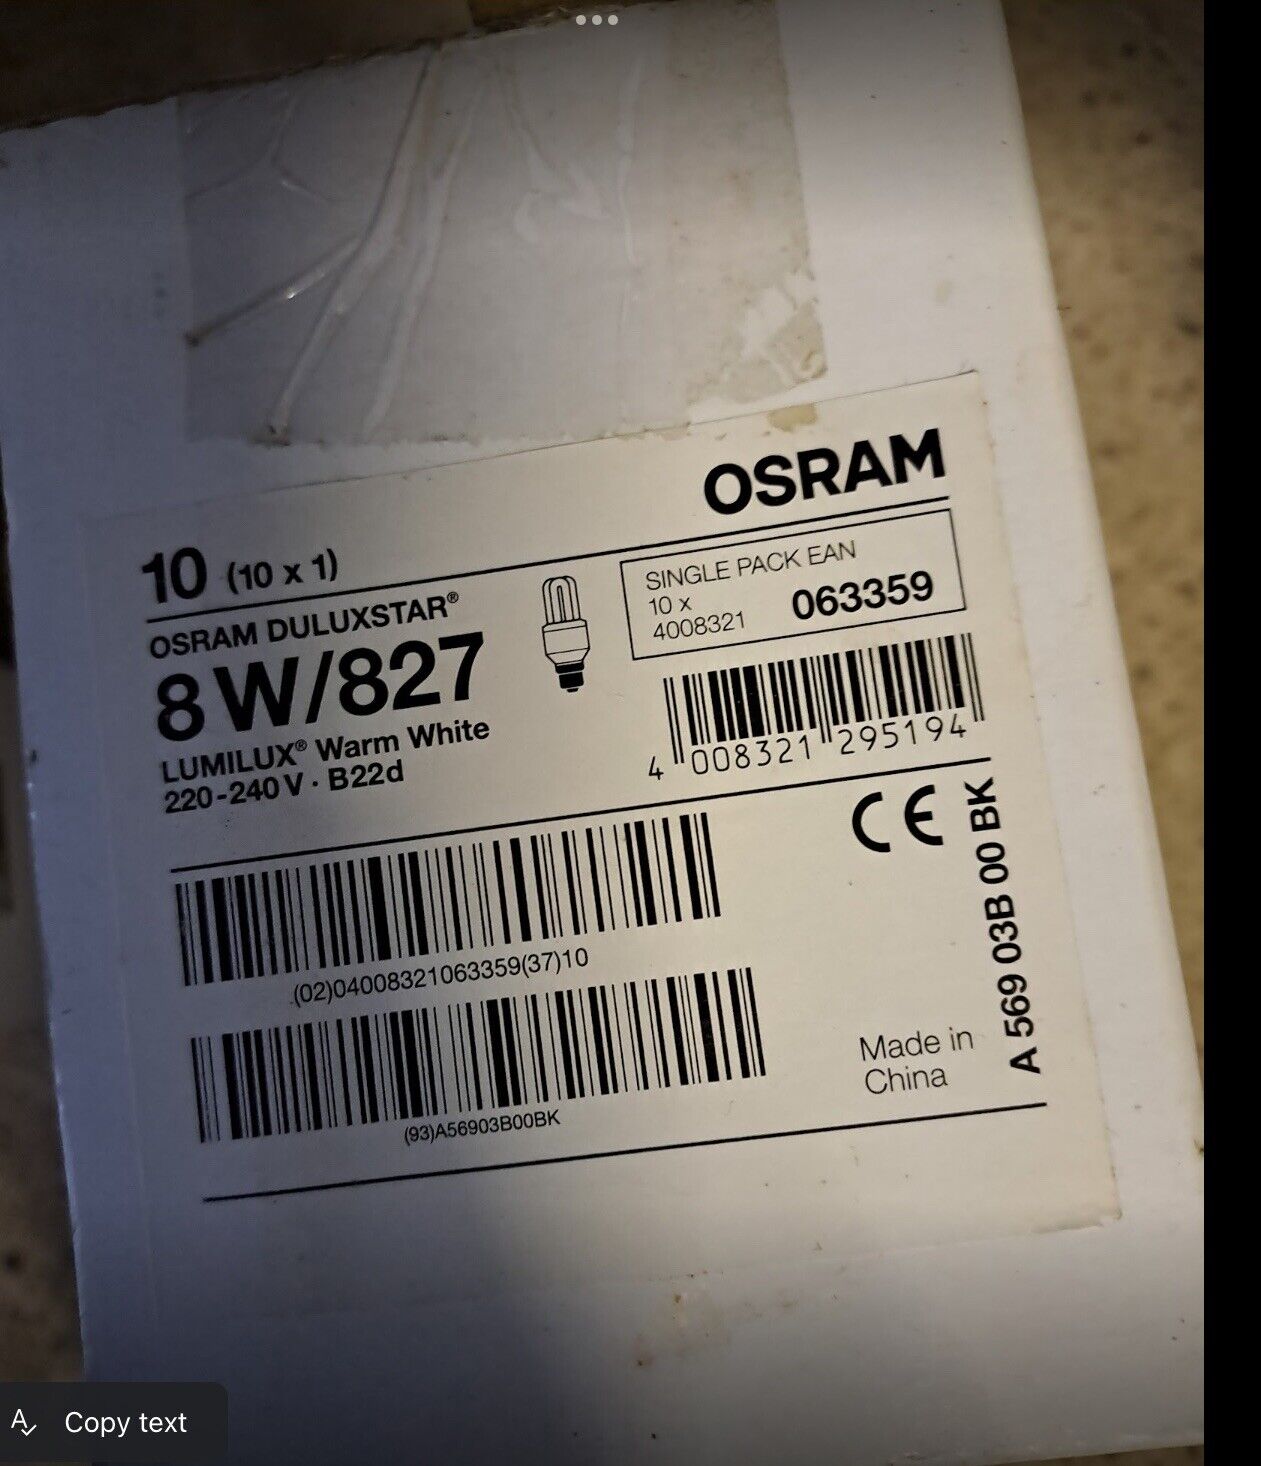 OSRAM
10 (10 x 1)
OSRAM DULUXSTAR®
8 W/827
LUMILUX® Warm White
220-240 V · B22d
SINGLE PACK EAN
10 x
4008321 063359
4 008321 295194
CE
(02)04008321063359(37)10
(93)A56903B00BK
A 569 03B 00 BK
Made in
China
Copy text